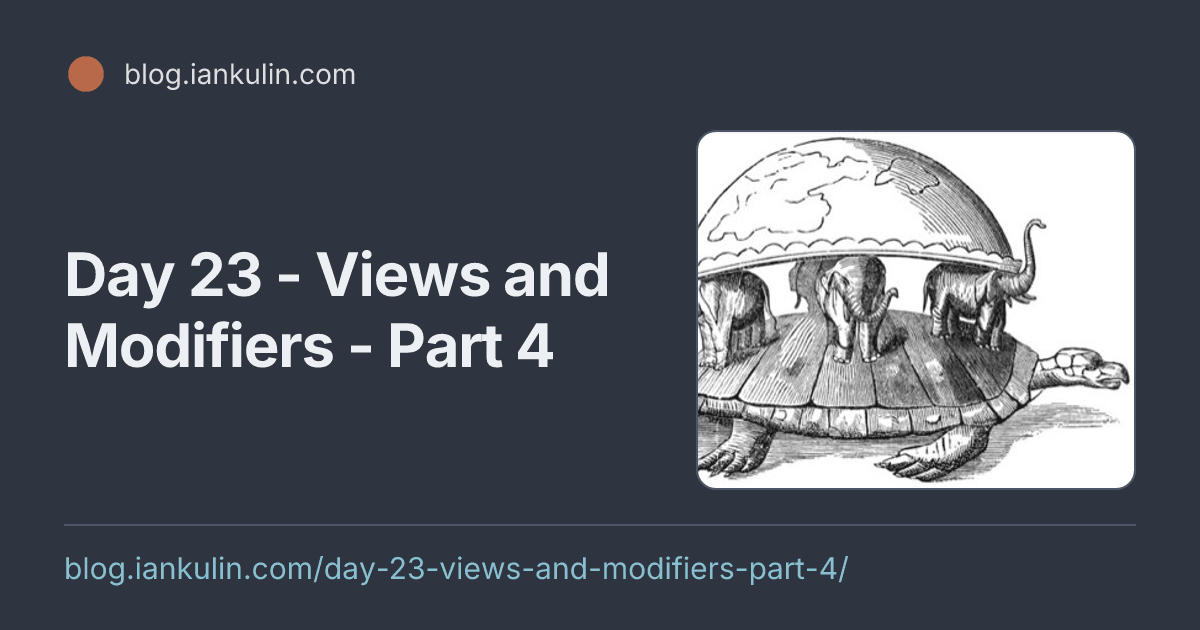 blog.iankulin.com
Day 23 - Views and
Modifiers - Part 4
blog.iankulin.com/day-23-views-and-modifiers-part-4/